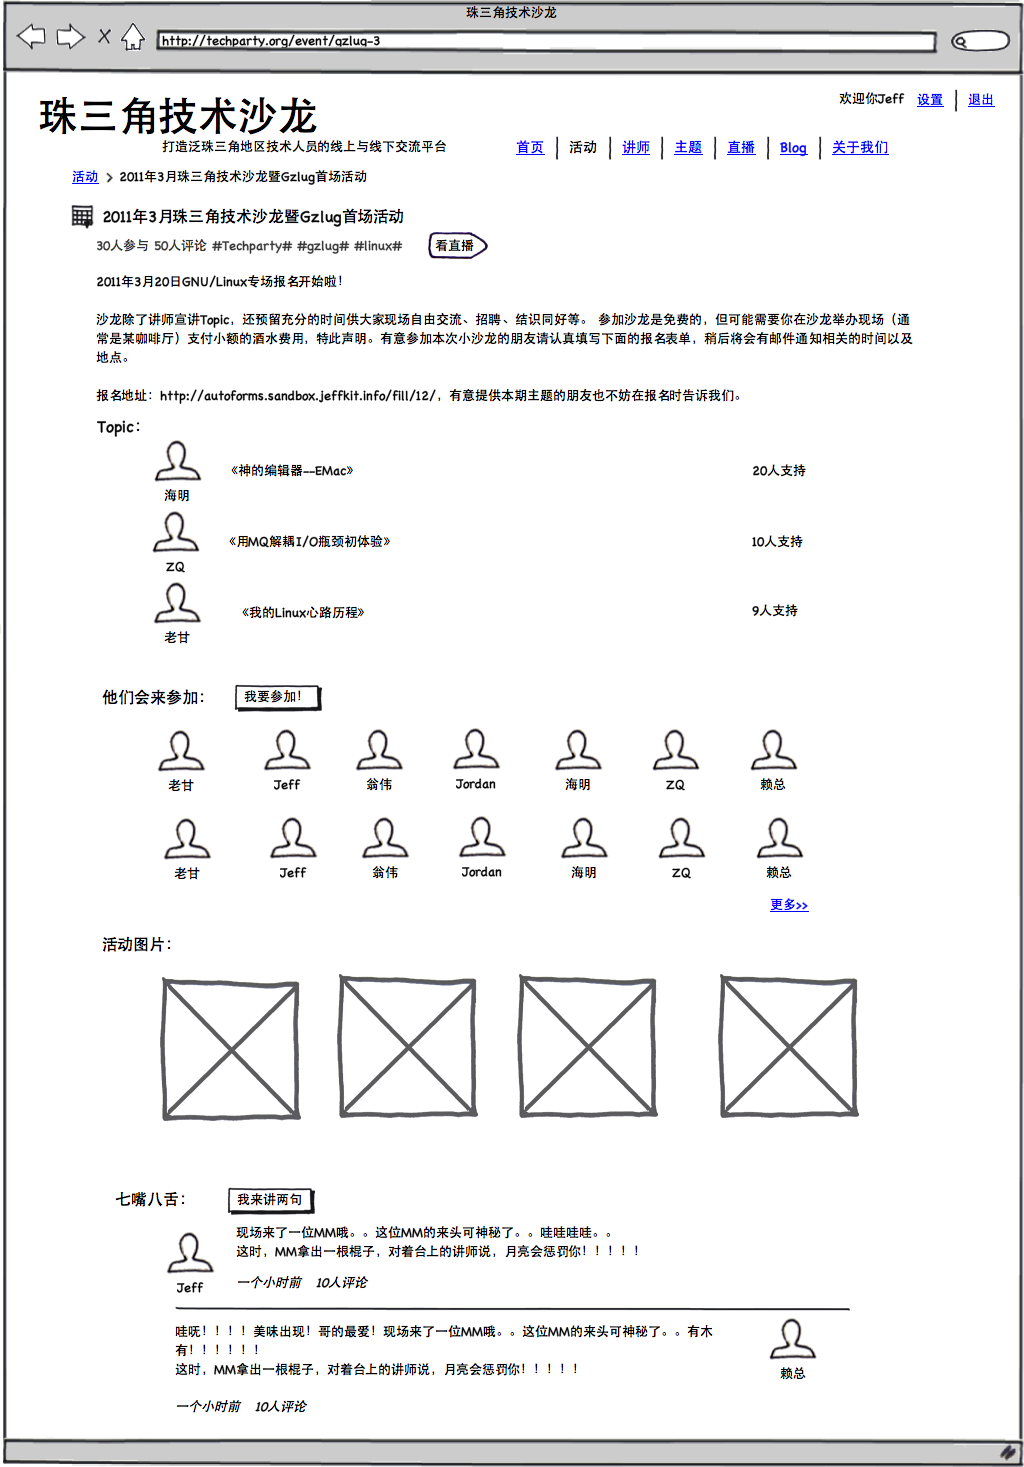 珠三角技术沙龙
http://techparty.org/event/gzlug-3
欢迎你Jeff 设置 退出
珠三角技术沙龙
打造泛珠三角地区技术人员的线上与线下交流平台
首页 活动 讲师 主题 直播 Blog 关于我们
活动 > 2011年3月珠三角技术沙龙暨Gzlug首场活动
2011年3月珠三角技术沙龙暨Gzlug首场活动
30人参与 50人评论 #Techparty# #gzlug# #linux# 看直播
2011年3月20日GNU/Linux专场报名开始啦！
沙龙除了讲师宣讲Topic，还预留充分的时间供大家现场自由交流、招聘、结识同好等。 参加沙龙是免费的，但可能需要你在沙龙举办现场（通
常是某咖啡厅）支付小额的酒水费用，特此声明。有意参加本次小沙龙的朋友请认真填写下面的报名表单，稍后将会有邮件通知相关的时间以及
地点。
报名地址：http://autoforms.sandbox.jeffkit.info/fill/12/，有意提供本期主题的朋友也不妨在报名时告诉我们。
Topic：
《神的编辑器--EMac》 20人支持
海明
《用MQ解耦I/O瓶颈初体验》 10人支持
ZQ
《我的Linux心路历程》 9人支持
老甘
他们会来参加： 我要参加！
老甘 Jeff 翁伟 Jordan 海明 ZQ 赖总
老甘 Jeff 翁伟 Jordan 海明 ZQ 赖总
更多>>
活动图片：
七嘴八舌： 我来讲两句
现场来了一位MM哦。。这位MM的来头可神秘了。。哇哇哇哇。。
这时，MM拿出一根棍子，对着台上的讲师说，月亮会惩罚你！！！！！
Jeff
一个小时前 10人评论
哇呒！！！！美味出现！哥的最爱！现场来了一位MM哦。。这位MM的来头可神秘了。。有木
有！！！！！！
这时，MM拿出一根棍子，对着台上的讲师说，月亮会惩罚你！！！！！
赖总
一个小时前 10人评论